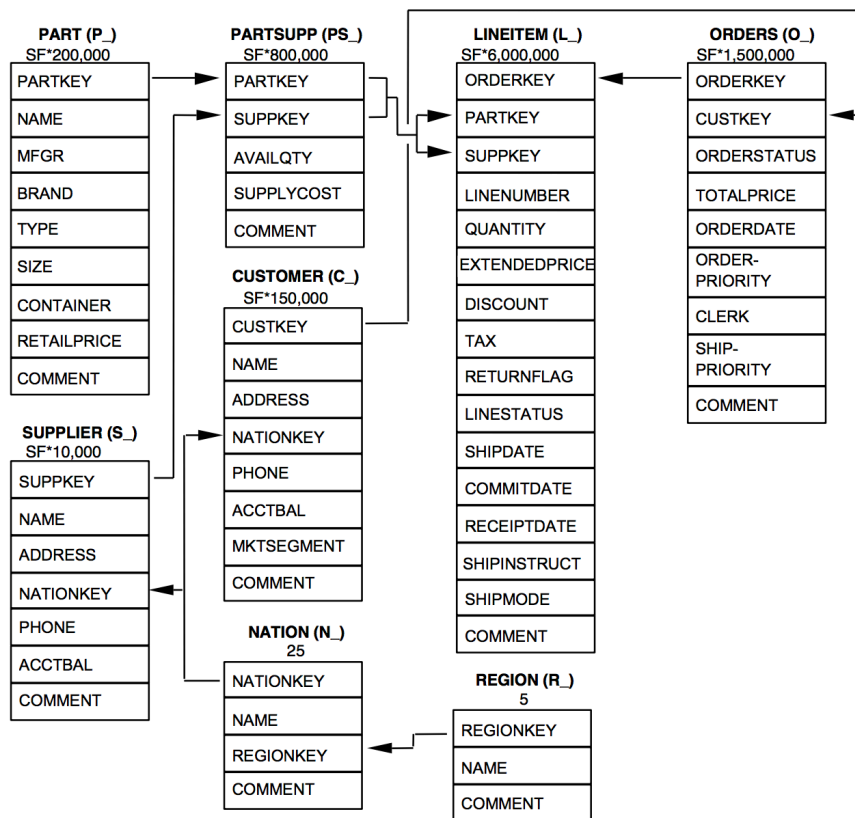 PART (P_)
SF*200,000
PARTKEY
NAME
MFGR
BRAND
TYPE
SIZE
CONTAINER
RETAILPRICE
COMMENT
SUPPLIER (S_)
SF*10,000
SUPPKEY
NAME
ADDRESS
NATIONKEY
PHONE
ACCTBAL
COMMENT
PARTSUPP (PS_)
SF*800,000
PARTKEY
SUPPKEY
AVAILQTY
SUPPLYCOST
COMMENT
CUSTOMER (C_)
SF*150,000
CUSTKEY
NAME
ADDRESS
NATIONKEY
PHONE
ACCTBAL
MKTSEGMENT
COMMENT
NATION (N_)
25
NATIONKEY
NAME
REGIONKEY
COMMENT
LINEITEM (L_)
SF*6,000,000
ORDERKEY
PARTKEY
SUPPKEY
LINENUMBER
QUANTITY
EXTENDEDPRICE
DISCOUNT
TAX
RETURNFLAG
LINESTATUS
SHIPDATE
COMMITDATE
RECEIPTDATE
SHIPINSTRUCT
SHIPMODE
COMMENT
REGION (R_)
5
REGIONKEY
NAME
COMMENT
ORDERS (O_)
SF*1,500,000
ORDERKEY
CUSTKEY
ORDERSTATUS
TOTALPRICE
ORDERDATE
ORDER-
PRIORITY
CLERK
SHIP-
PRIORITY
COMMENT